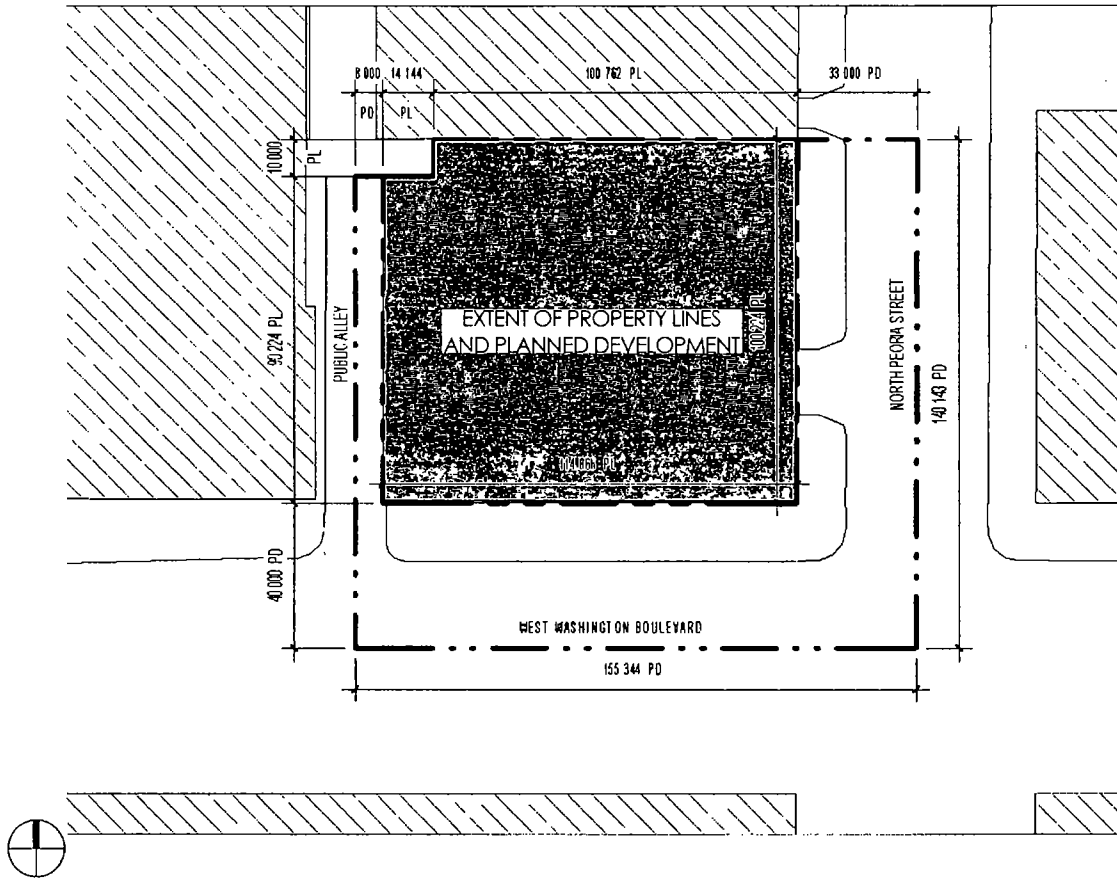 8 000 14 144 100 762 PL 33 000 PD
PD PL
10 000
PL
90 224 PL
40 000 PD
PUBLIC ALLEY
EXTENT OF PROPERTY LINES
AND PLANNED DEVELOPMENT
100 224 PL
NORTH PEORIA STREET
140 143 PD
WEST WASHINGTON BOULEVARD
155 344 PD